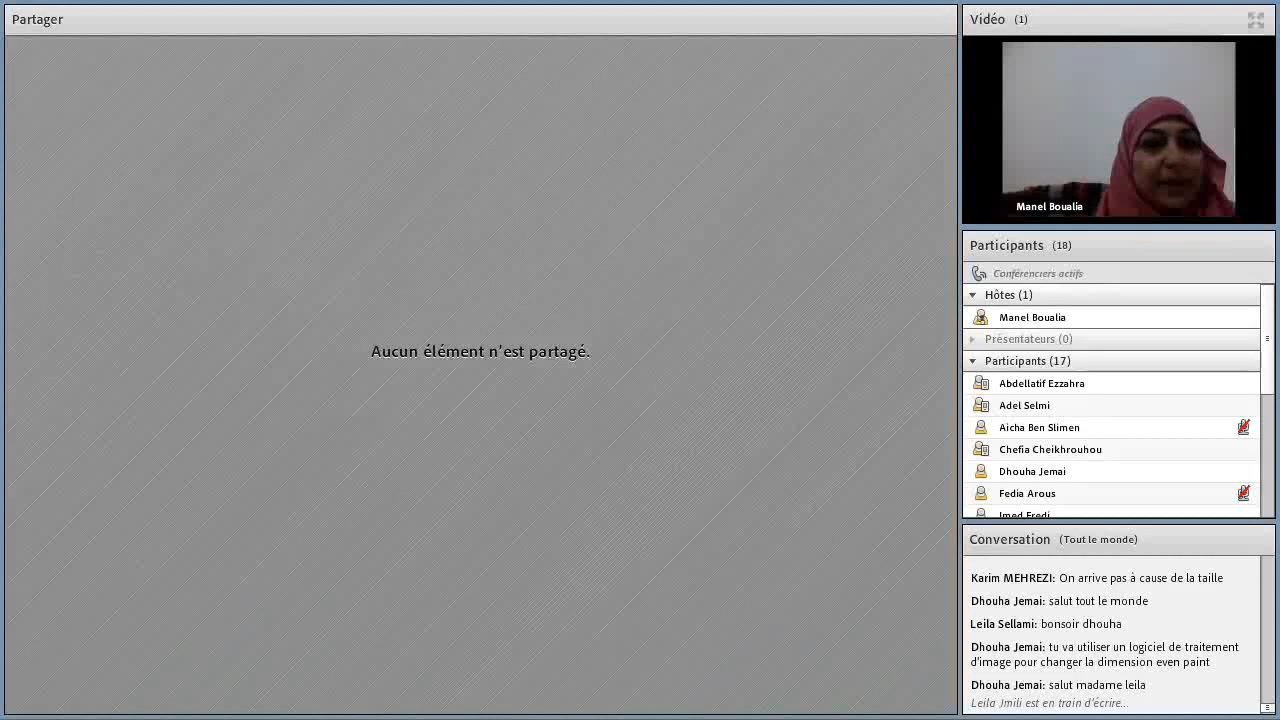 Partager
Aucun élément n'est partagé.
Vidéo (1)
Manel Boualia
Participants (18)
Conférenciers actifs
Hôtes (1)
Manel Boualia
Présentateurs (0)
Participants (17)
Abdellatif Ezzahra
Adel Selmi
Aicha Ben Slimen
Chefia Cheikhrouhou
Dhouha Jemai
Fedia Arous
Imed Fredj
Conversation (Tout le monde)
Karim MEHREZI: On arrive pas à cause de la taille
Dhouha Jemai: salut tout le monde
Leila Sellami: bonsoir dhouha
Dhouha Jemai: tu va utiliser un logiciel de traitement
d'image pour changer la dimension even paint
Dhouha Jemai: salut madame leila
Leila Jmili est en train d'écrire...